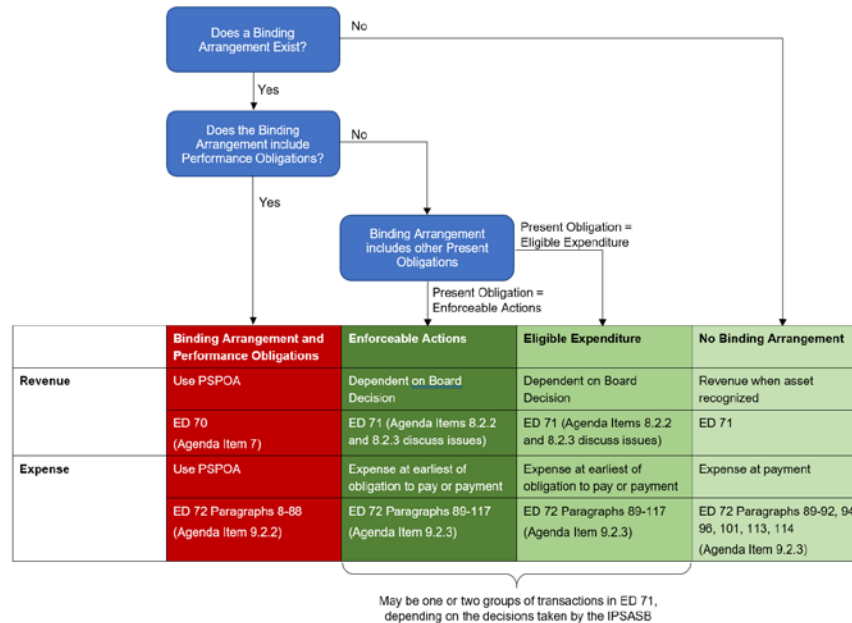 Does a Binding
Arrangement Exist?
No
Yes
Does the Binding
Arrangement include
Performance Obligations?
No
Yes
Binding Arrangement
includes other Present
Obligations
Present Obligation =
Eligible Expenditure
Present Obligation =
Enforceable Actions
Binding Arrangement and
Performance Obligations
Enforceable Actions
Eligible Expenditure
No Binding Arrangement
Revenue
Use PSPOA
Dependent on Board
Decision
Dependent on Board
Decision
Revenue when asset
recognized
ED 70
(Agenda Item 7)
ED 71 (Agenda Items 8.2.2
and 8.2.3 discuss issues)
ED 71 (Agenda Items 8.2.2
and 8.2.3 discuss issues)
ED 71
Expense
Use PSPOA
Expense at earliest of
obligation to pay or payment
Expense at earliest of
obligation to pay or payment
Expense at payment
ED 72 Paragraphs 8-88
(Agenda Item 9.2.2)
ED 72 Paragraphs 89-117
(Agenda Item 9.2.3)
ED 72 Paragraphs 89-117
(Agenda Item 9.2.3)
ED 72 Paragraphs 89-92, 94
96, 101, 113, 114
(Agenda Item 9.2.3)
May be one or two groups of transactions in ED 71,
depending on the decisions taken by the IPSASB